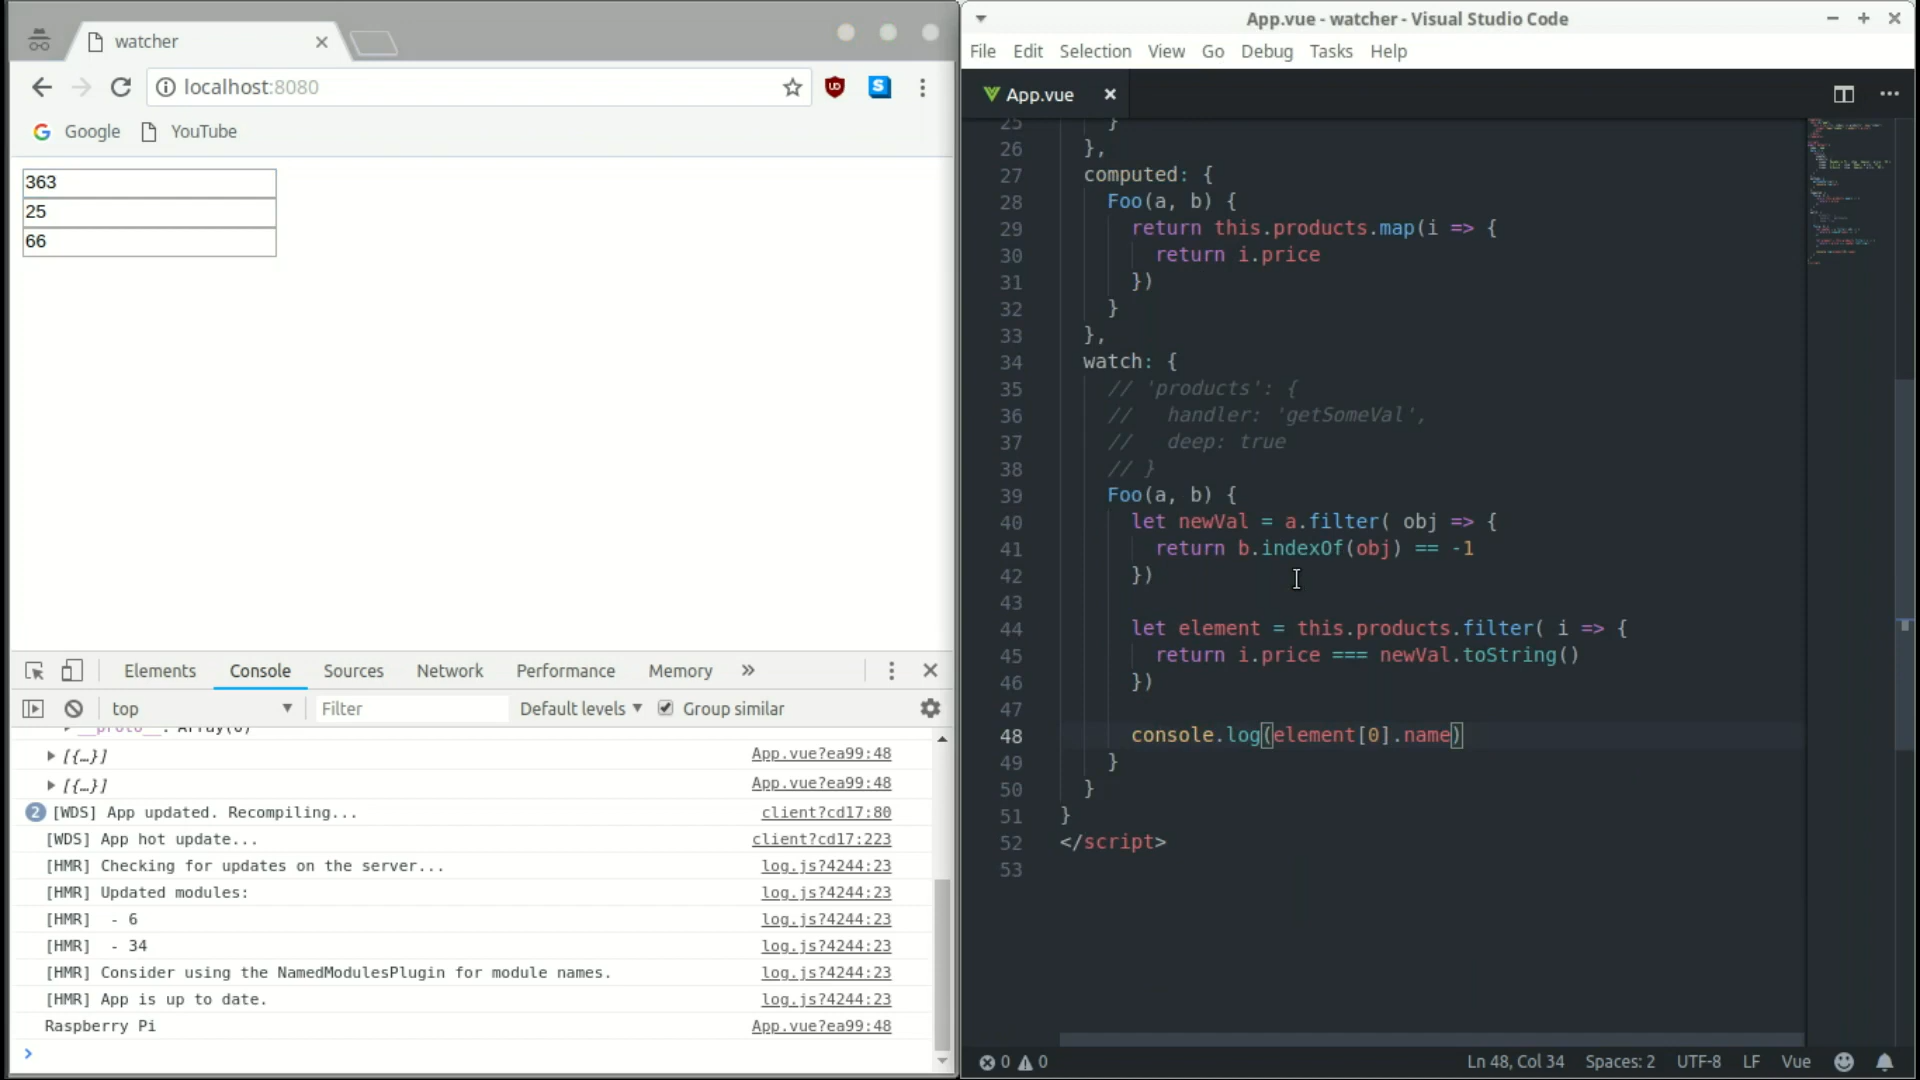 watcher
localhost:8080
Google
YouTube
363
25
66
Elements Console Sources Network Performance Memory »
top Filter Default levels Group similar
__proto__: Array(0)
[{…}] App.vue?ea99:48
[{…}] App.vue?ea99:48
2 [WDS] App updated. Recompiling... client?cd17:80
[WDS] App hot update... client?cd17:223
[HMR] Checking for updates on the server... log.js?4244:23
[HMR] Updated modules: log.js?4244:23
[HMR]  - 6 log.js?4244:23
[HMR]  - 34 log.js?4244:23
[HMR] Consider using the NamedModulesPlugin for module names. log.js?4244:23
[HMR] App is up to date. log.js?4244:23
Raspberry Pi App.vue?ea99:48
App.vue - watcher - Visual Studio Code
File Edit Selection View Go Debug Tasks Help
App.vue
25 }
26 },
27 computed: {
28 Foo(a, b) {
29 return this.products.map(i => {
30 return i.price
31 })
32 }
33 },
34 watch: {
35 // 'products': {
36 //   handler: 'getSomeVal',
37 //   deep: true
38 // }
39 Foo(a, b) {
40 let newVal = a.filter( obj => {
41 return b.indexOf(obj) == -1
42 })
43
44 let element = this.products.filter( i => {
45 return i.price === newVal.toString()
46 })
47
48 console.log(element[0].name)
49 }
50 }
51 }
52 </script>
53
0 0 Ln 48, Col 34 Spaces: 2 UTF-8 LF Vue